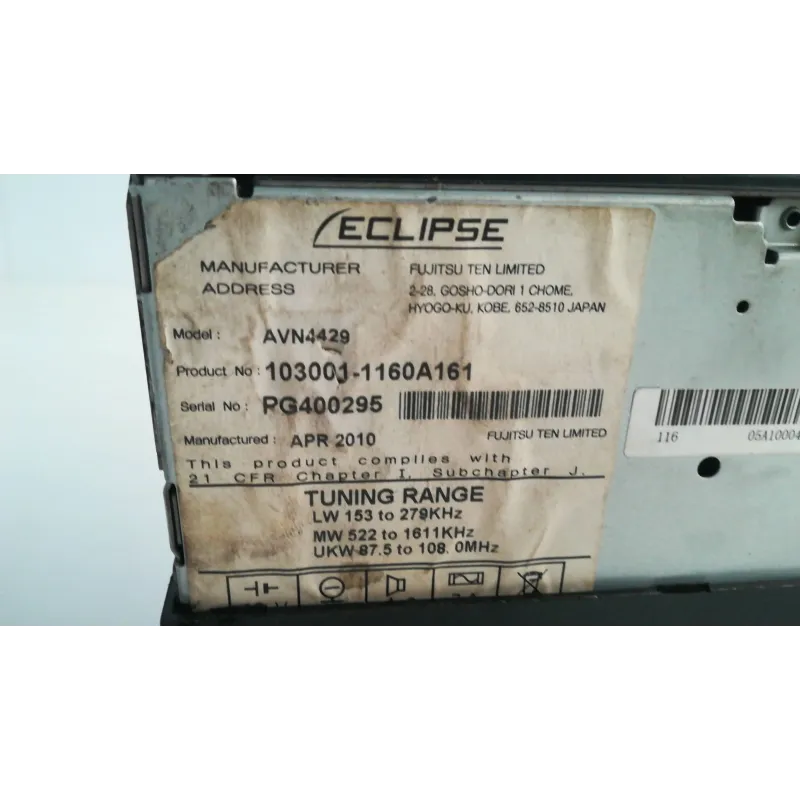 ECLIPSE
MANUFACTURER FUJITSU TEN LIMITED
ADDRESS 2-28, GOSHO-DORI 1 CHOME,
HYOGO-KU, KOBE, 652-8510 JAPAN
Model : AVN4429
Product No : 103001-1160A161
Serial No : PG400295
Manufactured : APR 2010 FUJITSU TEN LIMITED
This product complies with
21 CFR Chapter I, Subchapter J.
TUNING RANGE
LW 153 to 279KHz
MW 522 to 1611KHz
UKW 87.5 to 108.0MHz
116 05A10004